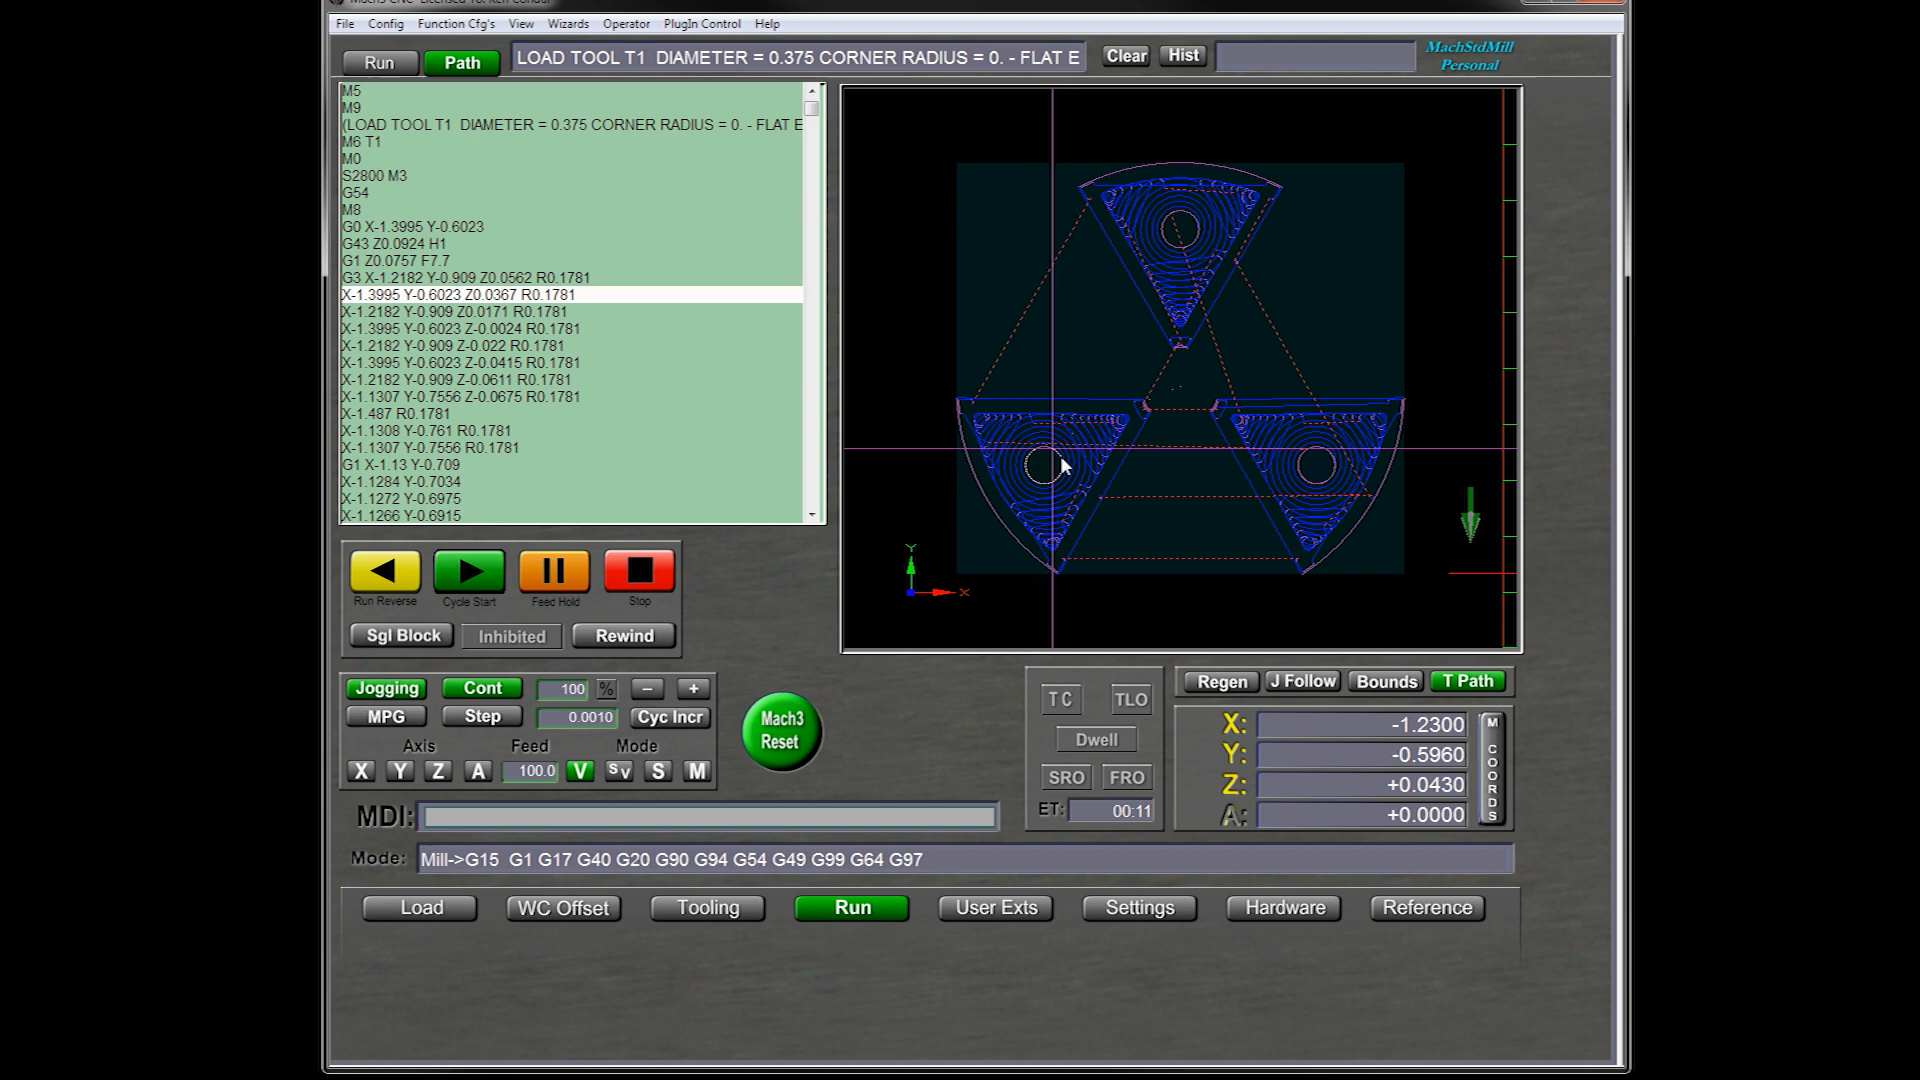 File Config Function Cfg's View Wizards Operator PlugIn Control Help
Run Path LOAD TOOL T1 DIAMETER = 0.375 CORNER RADIUS = 0. - FLAT E Clear Hist
MachStdMill
Personal
M5
M9
(LOAD TOOL T1 DIAMETER = 0.375 CORNER RADIUS = 0. - FLAT E
M6 T1
M0
S2800 M3
G54
M8
G0 X-1.3995 Y-0.6023
G43 Z0.0924 H1
G1 Z0.0757 F7.7
G3 X-1.2182 Y-0.909 Z0.0562 R0.1781
X-1.3995 Y-0.6023 Z0.0367 R0.1781
X-1.2182 Y-0.909 Z0.0171 R0.1781
X-1.3995 Y-0.6023 Z-0.0024 R0.1781
X-1.2182 Y-0.909 Z-0.022 R0.1781
X-1.3995 Y-0.6023 Z-0.0415 R0.1781
X-1.2182 Y-0.909 Z-0.0611 R0.1781
X-1.1307 Y-0.7556 Z-0.0675 R0.1781
X-1.487 R0.1781
X-1.1308 Y-0.761 R0.1781
X-1.1307 Y-0.7556 R0.1781
G1 X-1.13 Y-0.709
X-1.1284 Y-0.7034
X-1.1272 Y-0.6975
X-1.1266 Y-0.6915
Y
X
Run Reverse Cycle Start Feed Hold Stop
Sgl Block Inhibited Rewind
Jogging Cont 100 % - +
MPG Step 0.0010 Cyc Incr
Axis Feed Mode
X Y Z A 100.0 V S V S M
Mach3
Reset
T C TLO
Dwell
SRO FRO
ET: 00:11
Regen J Follow Bounds T Path
X: -1.2300
Y: -0.5960
Z: +0.0430
A: +0.0000
M COORDS
MDI:
Mode: Mill->G15 G1 G17 G40 G20 G90 G94 G54 G49 G99 G64 G97
Load WC Offset Tooling Run User Exts Settings Hardware Reference